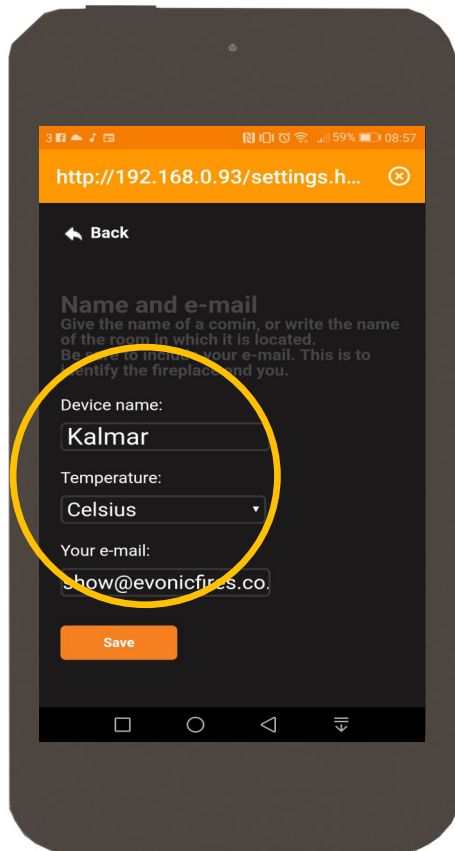 3 59% 08:57
http://192.168.0.93/settings.h...
Back
Name and e-mail
Give the name of a comin, or write the name
of the room in which it is located.
Be sure to include your e-mail. This is to
identify the fireplace and you.
Device name:
Kalmar
Temperature:
Celsius
Your e-mail:
show@evonicfires.co.
Save